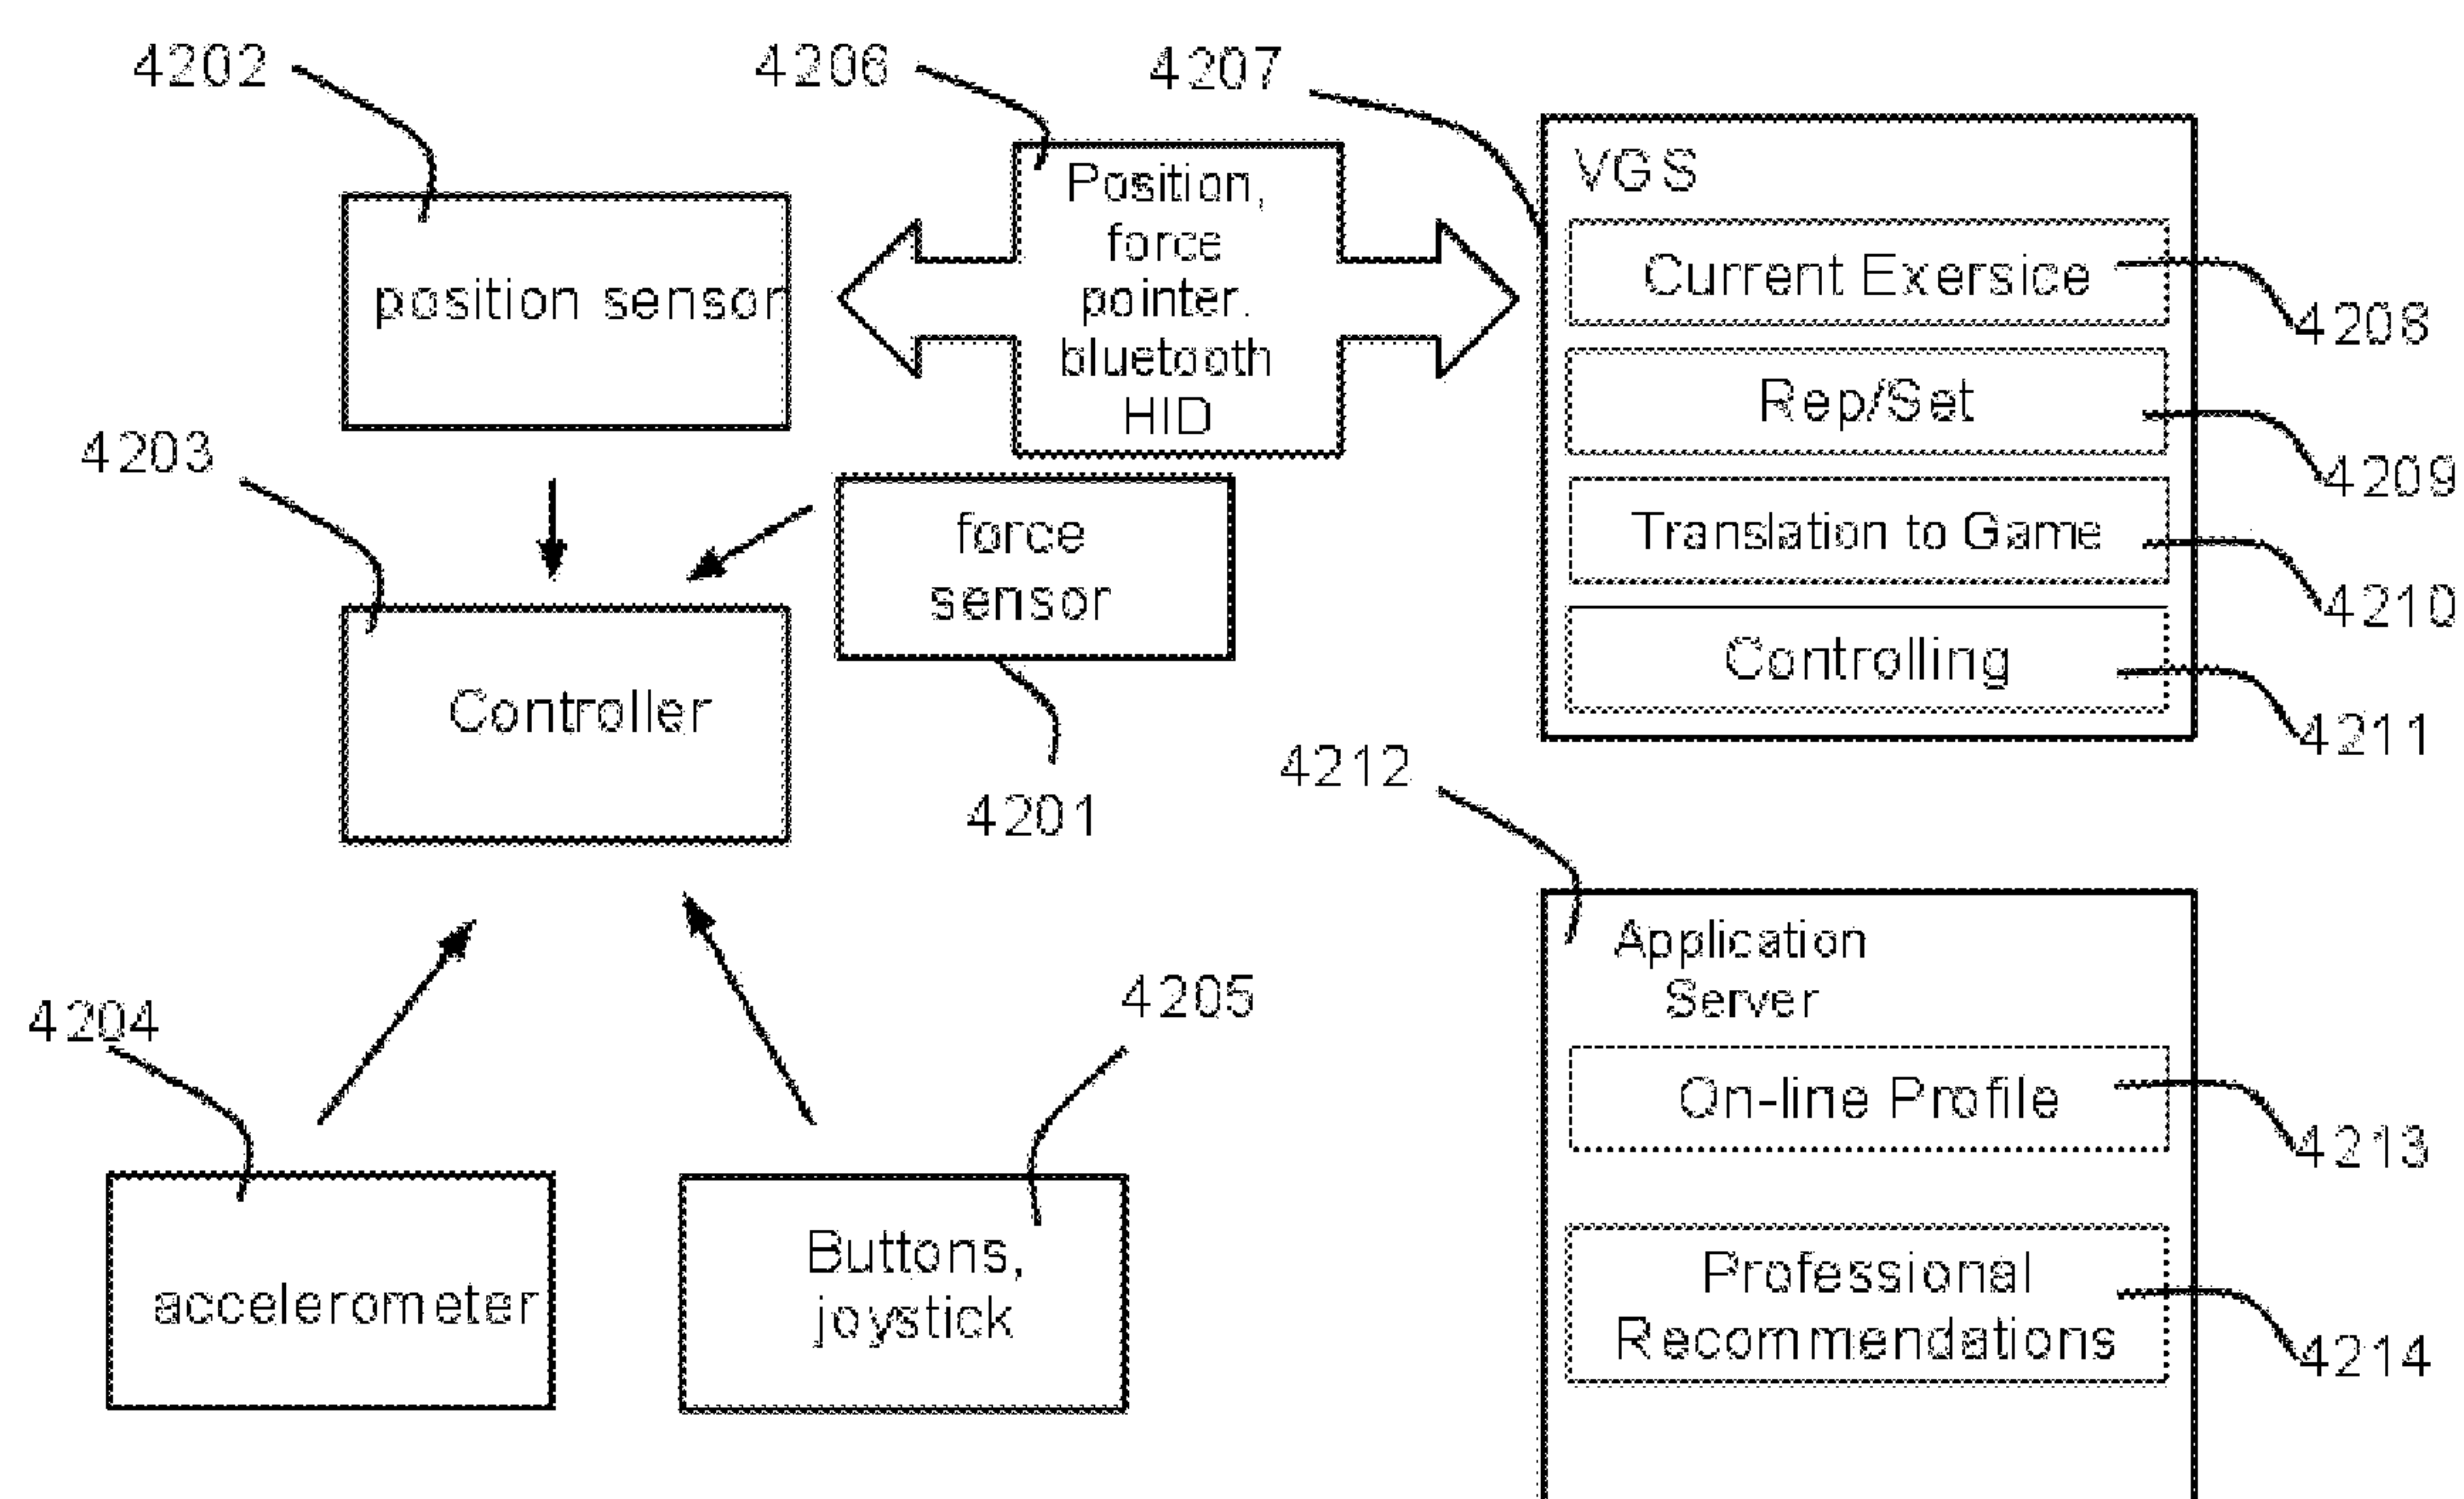 4202
4206
4207
position sensor
Position,
force
pointer.
bluetooth
HID
VGS
Current Exersice
4208
Rep/Set
4209
Translation to Game
4210
Controlling
4211
4203
force
sensor
4201
Controller
4212
Application
Server
On-line Profile
4213
Professional
Recommendations
4214
4204
4205
accelerometer
Buttons,
joystick